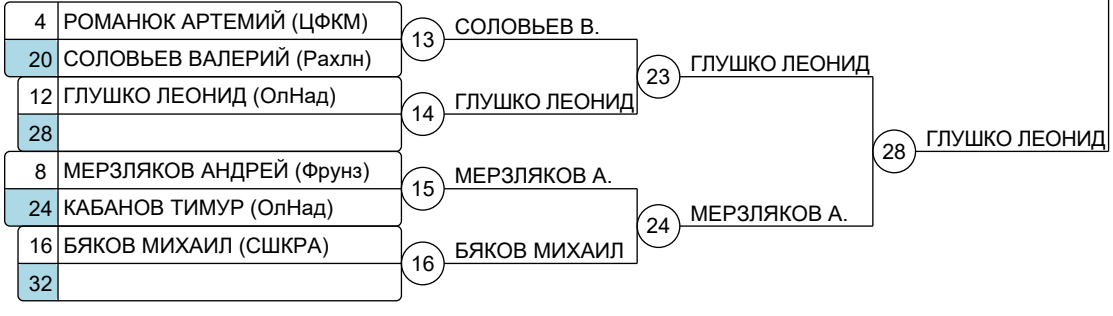 4 РОМАНЮК АРТЕМИЙ (ЦФКМ)
20 СОЛОВЬЕВ ВАЛЕРИЙ (Рахлн)
12 ГЛУШКО ЛЕОНИД (ОлНад)
28
8 МЕРЗЛЯКОВ АНДРЕЙ (Фрунз)
24 КАБАНОВ ТИМУР (ОлНад)
16 БЯКОВ МИХАИЛ (СШКРА)
32
13 СОЛОВЬЕВ В.
14 ГЛУШКО ЛЕОНИД
15 МЕРЗЛЯКОВ А.
16 БЯКОВ МИХАИЛ
23 ГЛУШКО ЛЕОНИД
24 МЕРЗЛЯКОВ А.
28 ГЛУШКО ЛЕОНИД